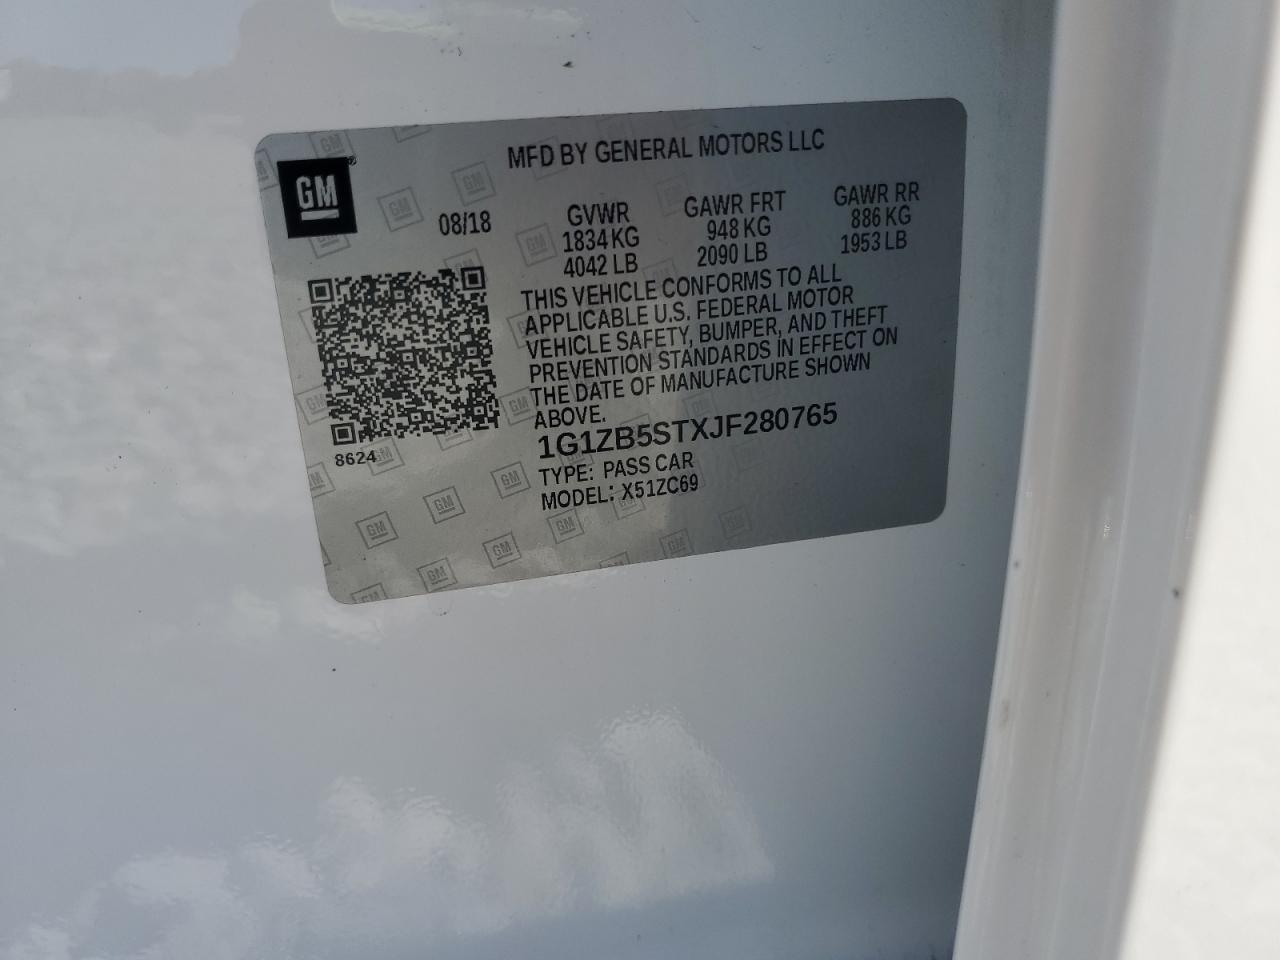 MFD BY GENERAL MOTORS LLC
GM®
08/18
GVWR
1834 KG
4042 LB
GAWR FRT
948 KG
2090 LB
GAWR RR
886 KG
1953 LB
THIS VEHICLE CONFORMS TO ALL
APPLICABLE U.S. FEDERAL MOTOR
VEHICLE SAFETY, BUMPER, AND THEFT
PREVENTION STANDARDS IN EFFECT ON
THE DATE OF MANUFACTURE SHOWN
ABOVE.
1G1ZB5STXJF280765
TYPE: PASS CAR
MODEL: X51ZC69
8624